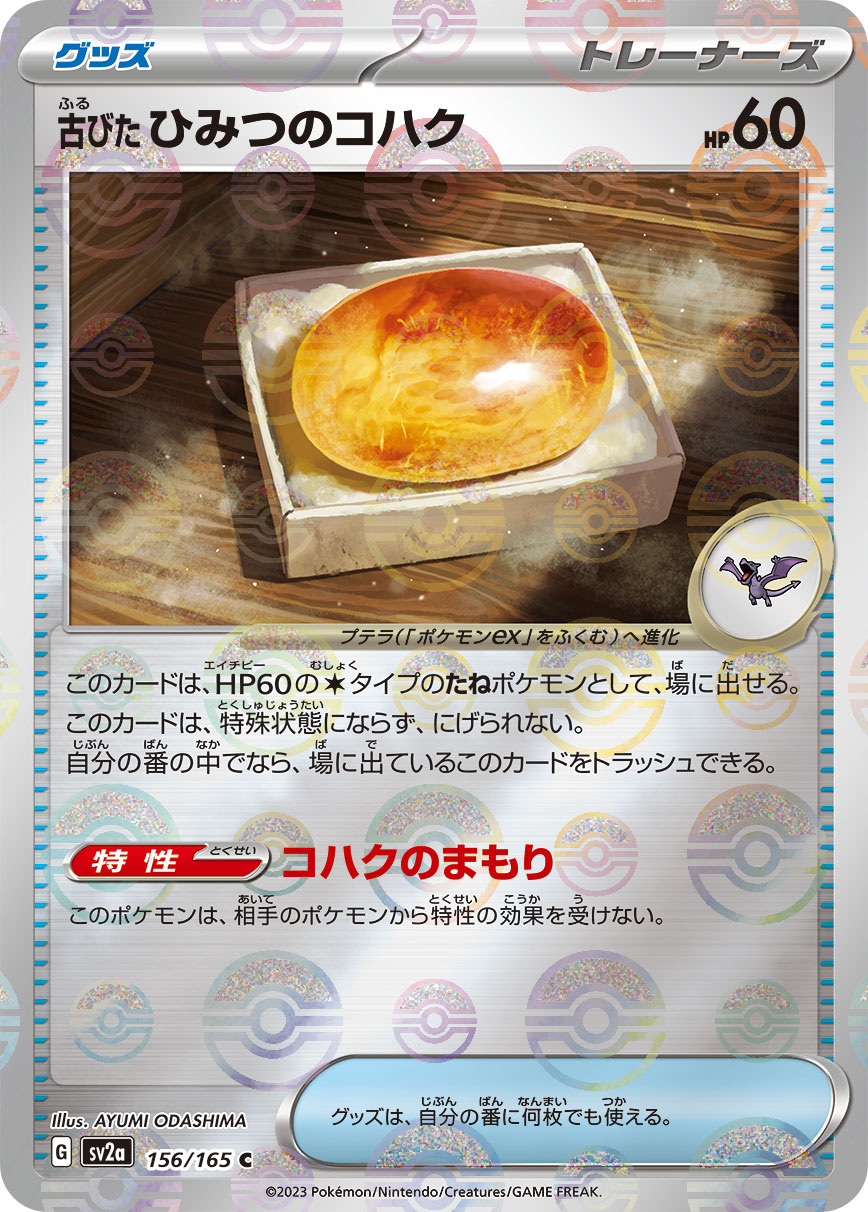 グッズ
トレーナーズ
ふる
古びた ひみつのコハク HP60
プテラ(「ポケモンex」をふくむ)へ進化
エイチピー むしょく ば だ
このカードは、HP60の タイプのたねポケモンとして、場に出せる。
とくしゅじょうたい
このカードは、特殊状態にならず、にげられない。
じぶん ばん なか ば で
自分の番の中でなら、場に出ているこのカードをトラッシュできる。
特性 とくせい コハクのまもり
あいて とくせい こうか う
このポケモンは、相手のポケモンから特性の効果を受けない。
じぶん ばん なんまい つか
グッズは、自分の番に何枚でも使える。
Illus. AYUMI ODASHIMA
G sv2a 156/165 C
©2023 Pokémon/Nintendo/Creatures/GAME FREAK.